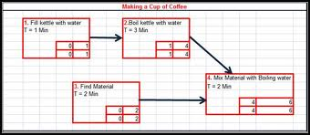 Making a Cup of Coffee
1. Fill kettle with water
T = 1 Min
0 1
0 1
2.Boil kettle with water
T = 3 Min
1 4
1 4
3. Find Material
T = 2 Min
0 2
0 2
4. Mix Material with Boiling water
T = 2 Min
4 6
4 6